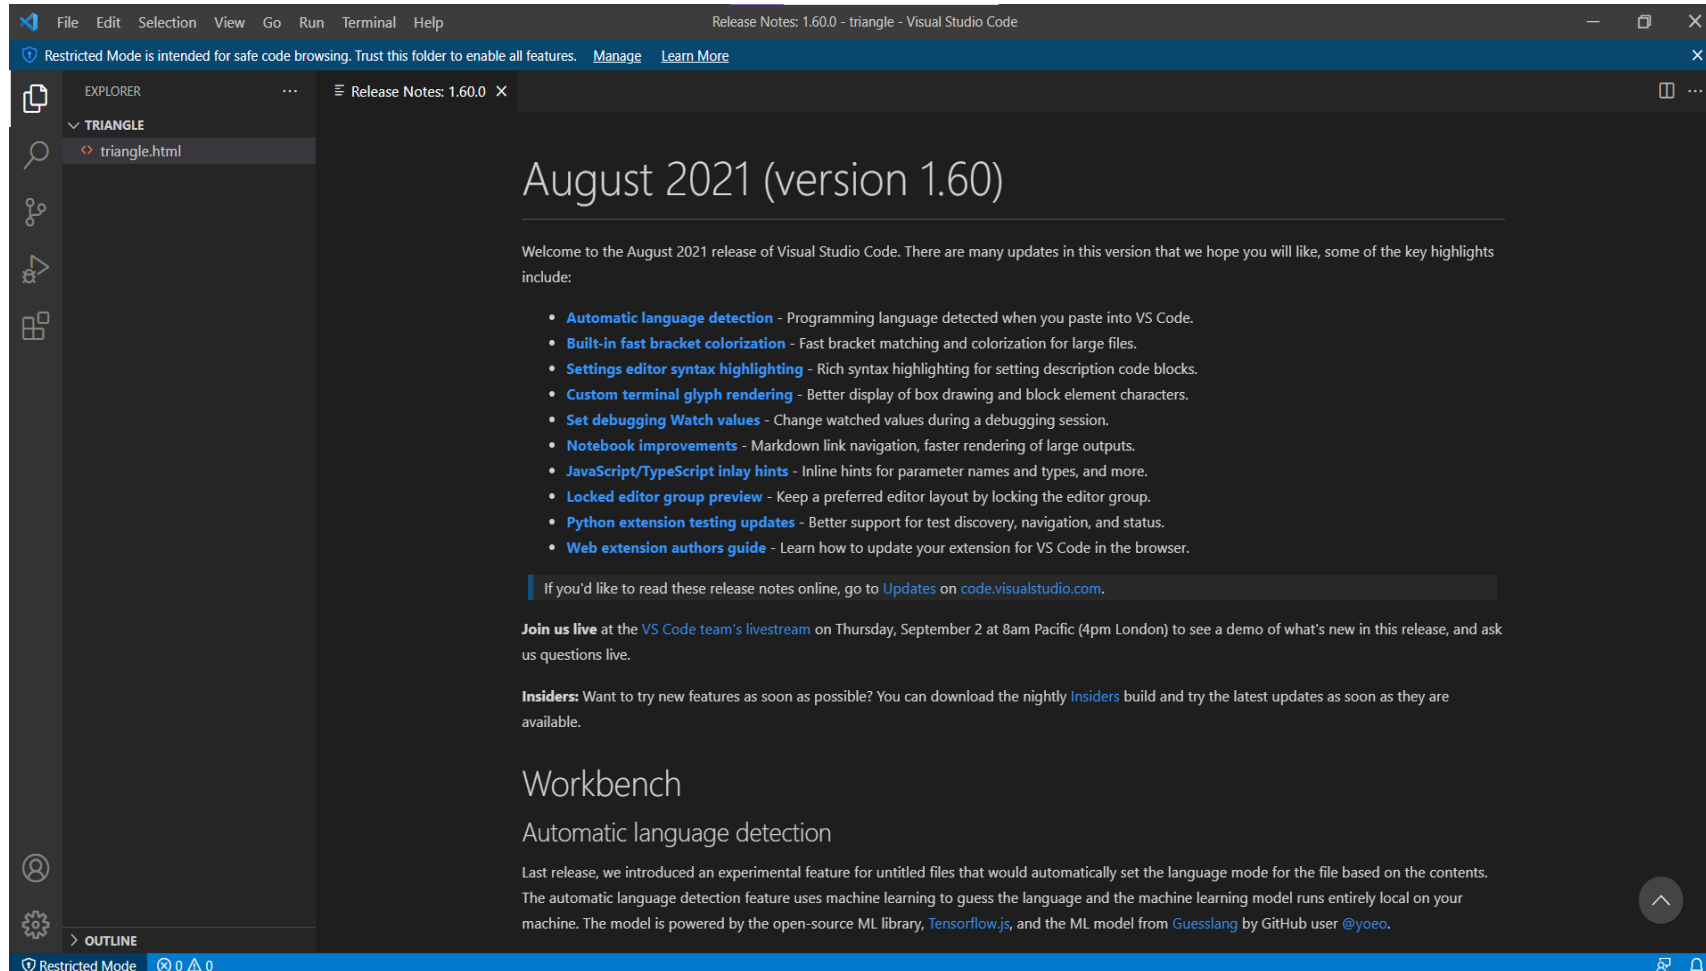 File Edit Selection View Go Run Terminal Help Release Notes: 1.60.0 - triangle - Visual Studio Code
Restricted Mode is intended for safe code browsing. Trust this folder to enable all features. Manage Learn More
EXPLORER
Release Notes: 1.60.0
TRIANGLE
triangle.html
August 2021 (version 1.60)
Welcome to the August 2021 release of Visual Studio Code. There are many updates in this version that we hope you will like, some of the key highlights
include:
• Automatic language detection - Programming language detected when you paste into VS Code.
• Built-in fast bracket colorization - Fast bracket matching and colorization for large files.
• Settings editor syntax highlighting - Rich syntax highlighting for setting description code blocks.
• Custom terminal glyph rendering - Better display of box drawing and block element characters.
• Set debugging Watch values - Change watched values during a debugging session.
• Notebook improvements - Markdown link navigation, faster rendering of large outputs.
• JavaScript/TypeScript inlay hints - Inline hints for parameter names and types, and more.
• Locked editor group preview - Keep a preferred editor layout by locking the editor group.
• Python extension testing updates - Better support for test discovery, navigation, and status.
• Web extension authors guide - Learn how to update your extension for VS Code in the browser.
If you'd like to read these release notes online, go to Updates on code.visualstudio.com.
Join us live at the VS Code team's livestream on Thursday, September 2 at 8am Pacific (4pm London) to see a demo of what's new in this release, and ask
us questions live.
Insiders: Want to try new features as soon as possible? You can download the nightly Insiders build and try the latest updates as soon as they are
available.
Workbench
Automatic language detection
Last release, we introduced an experimental feature for untitled files that would automatically set the language mode for the file based on the contents.
The automatic language detection feature uses machine learning to guess the language and the machine learning model runs entirely local on your
machine. The model is powered by the open-source ML library, Tensorflow.js, and the ML model from Guesslang by GitHub user @yoeo.
OUTLINE
Restricted Mode 0 0